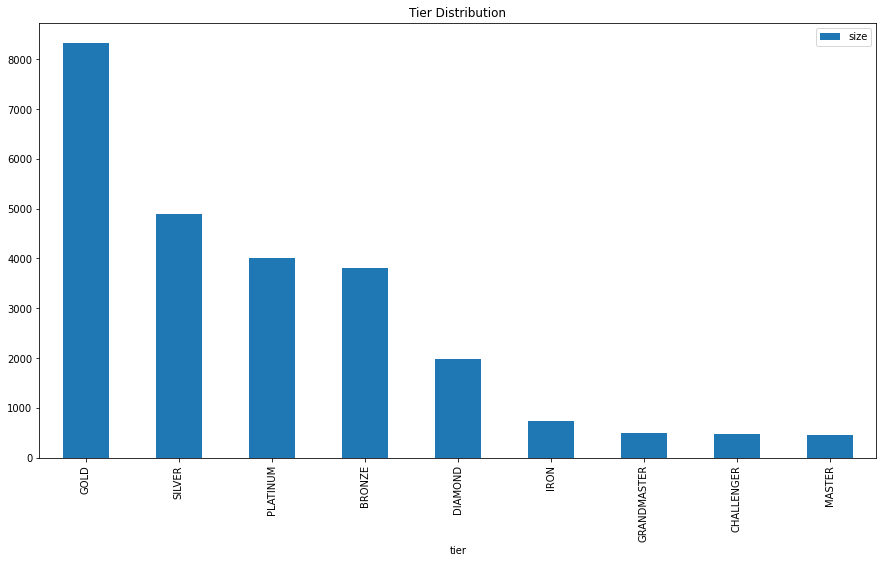 Tier Distribution
size
8000
7000
6000
5000
4000
3000
2000
1000
0
GOLD
SILVER
PLATINUM
BRONZE
DIAMOND
IRON
GRANDMASTER
CHALLENGER
MASTER
tier